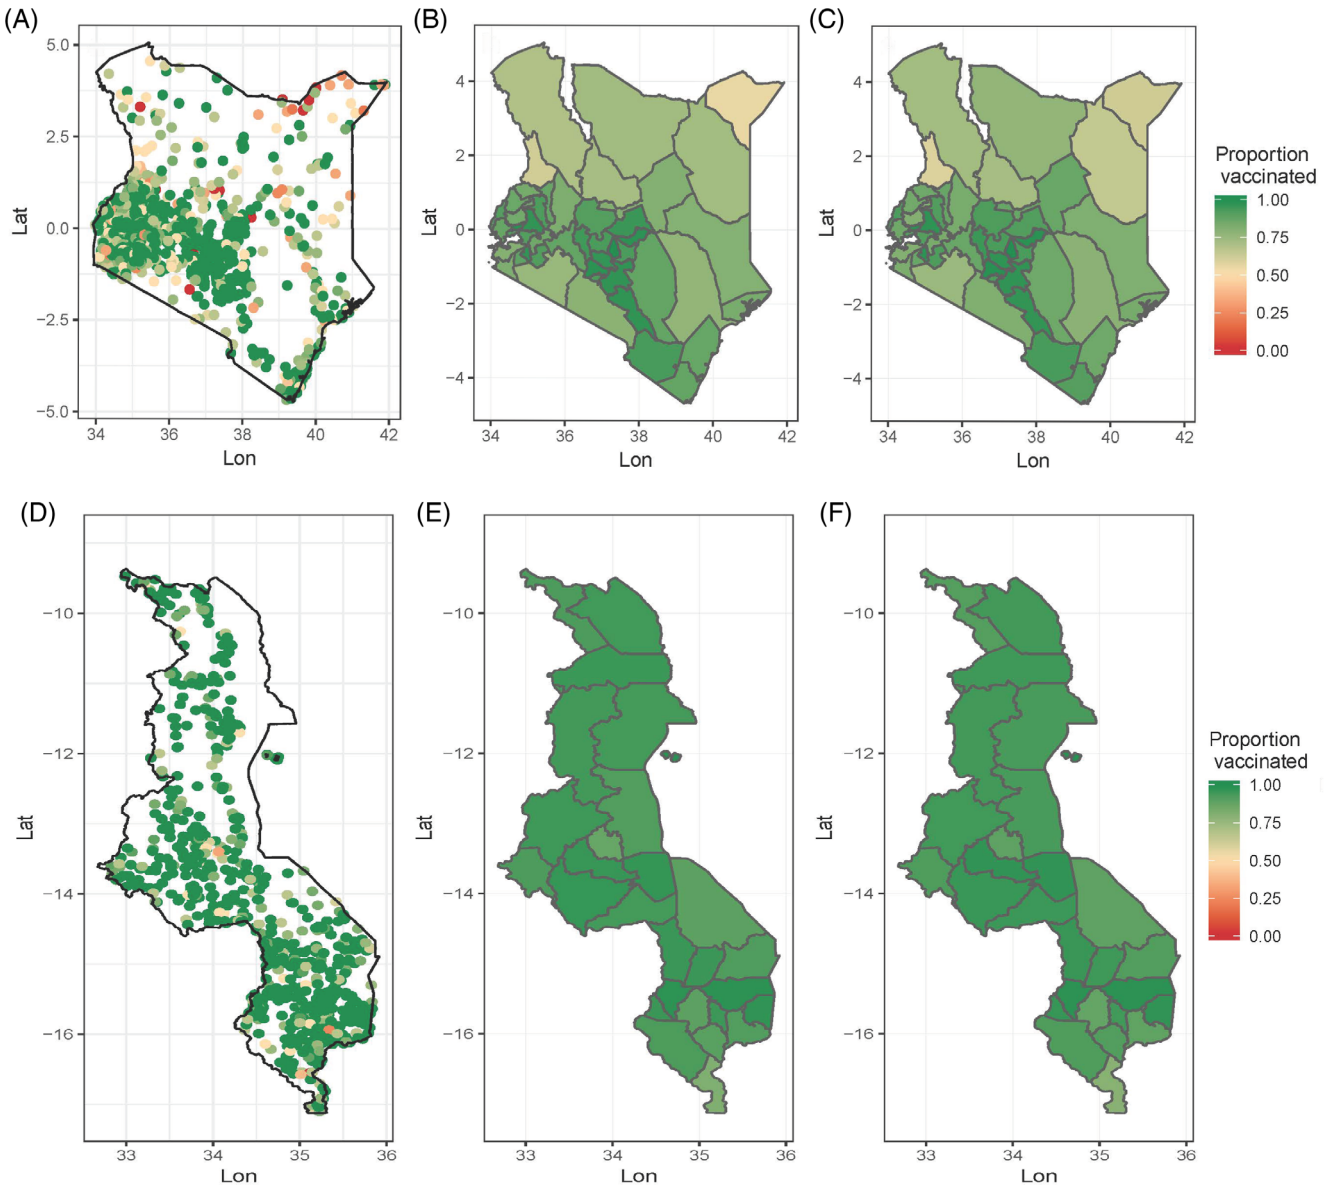 (A)
5.0
2.5
0.0
−2.5
−5.0
Lat
34 36 38 40 42
Lon
(B)
4
2
0
−2
−4
Lat
34 36 38 40 42
Lon
(C)
4
2
0
−2
−4
Lat
34 36 38 40 42
Lon
Proportion
vaccinated
1.00
0.75
0.50
0.25
0.00
(D)
−10
−12
−14
−16
Lat
33 34 35 36
Lon
(E)
−10
−12
−14
−16
Lat
33 34 35 36
Lon
(F)
−10
−12
−14
−16
Lat
33 34 35 36
Lon
Proportion
vaccinated
1.00
0.75
0.50
0.25
0.00